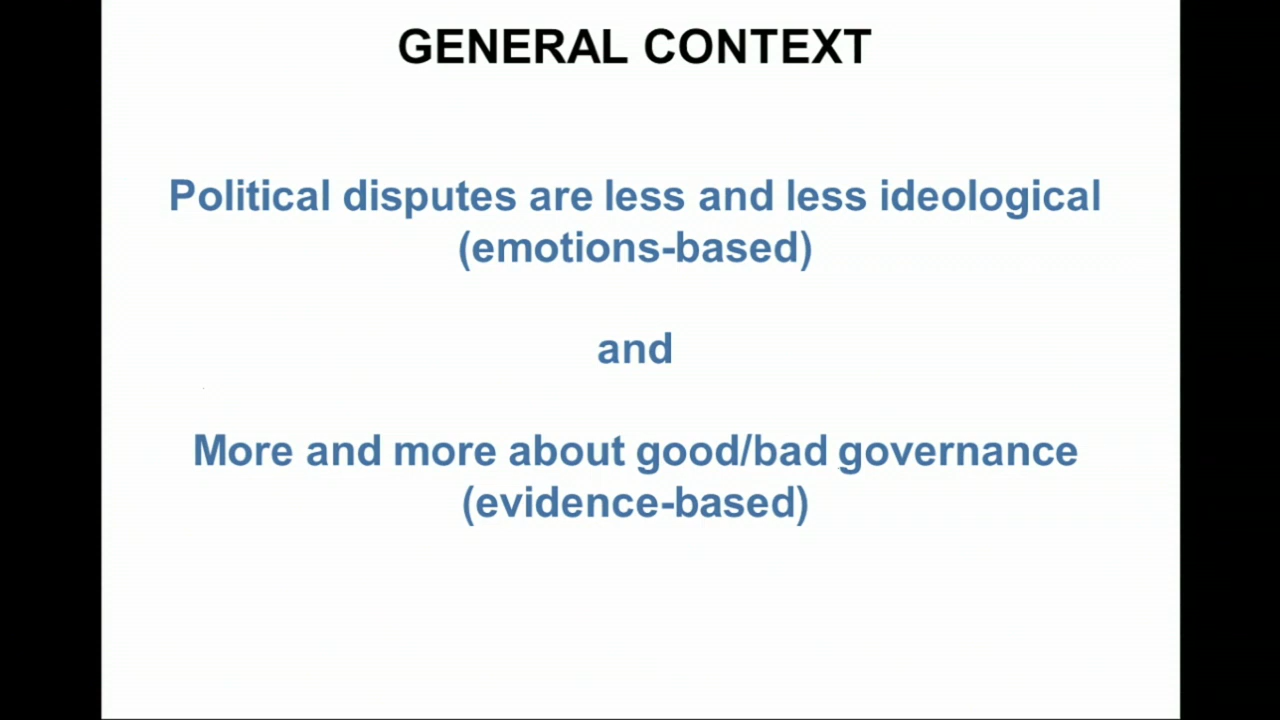 GENERAL CONTEXT
Political disputes are less and less ideological
(emotions-based)
and
More and more about good/bad governance
(evidence-based)